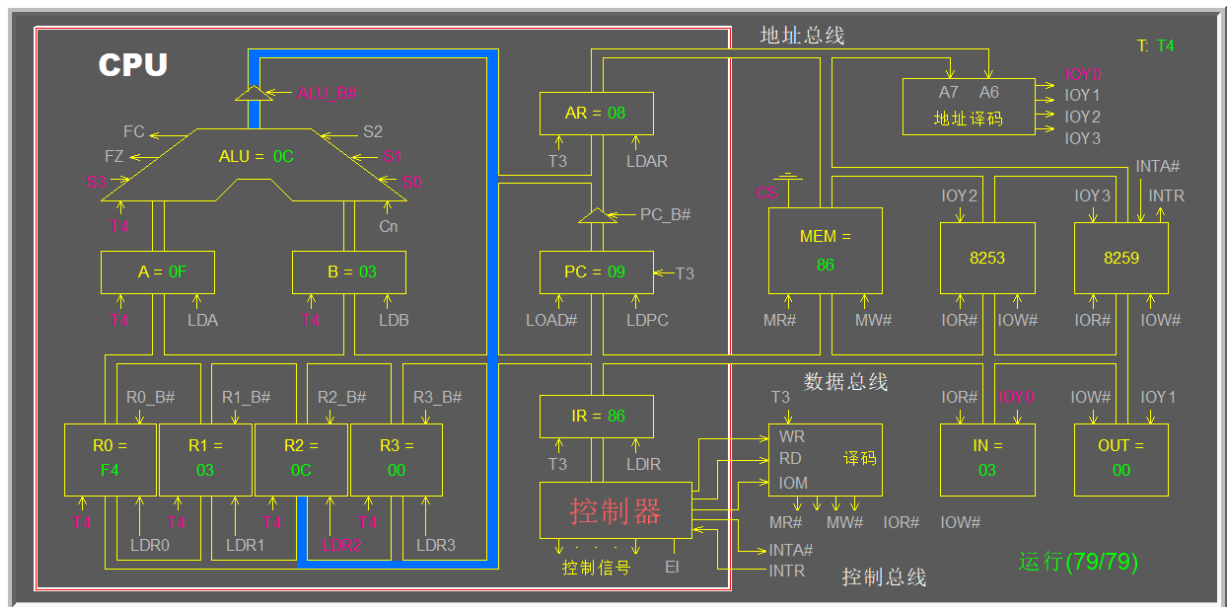 地址总线
T: T4
CPU
ALU_B#
AR = 08
A7 A6
地址译码
IOY0
IOY1
IOY2
IOY3
FC
S2
FZ
ALU = 0C
S1
S3
S0
T4
Cn
T3
LDAR
PC_B#
CS
INTA#
IOY2
IOY3
INTR
A = 0F
B = 03
PC = 09
T3
MEM =
86
8253
8259
T4
LDA
T4
LDB
LOAD#
LDPC
MR#
MW#
IOR#
IOW#
IOR#
IOW#
数据总线
R0_B#
R1_B#
R2_B#
R3_B#
T3
IOR#
IOY0
IOW#
IOY1
IR = 86
R0 =
F4
R1 =
03
R2 =
0C
R3 =
00
WR
RD
IOM
译码
IN =
03
OUT =
00
T3
LDIR
T4
T4
T4
T4
LDR0
LDR1
LDR2
LDR3
控制器
MR#
MW#
IOR#
IOW#
. . .
控制信号
EI
INTA#
INTR
控制总线
运行(79/79)